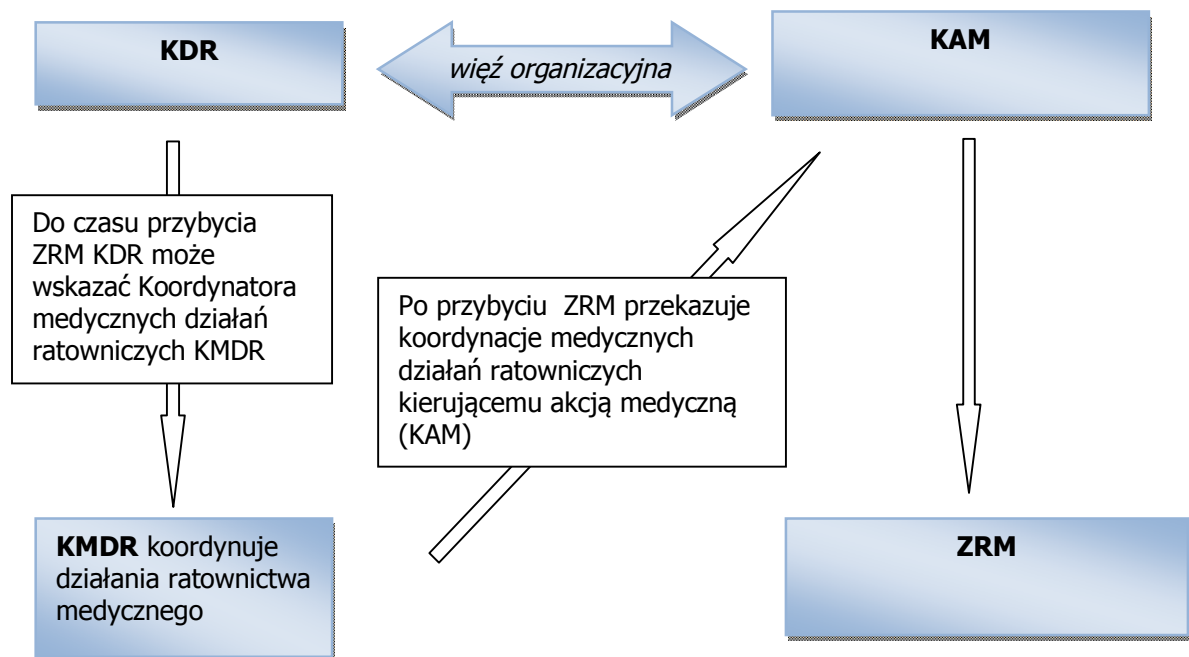 KDR
więź organizacyjna
KAM
Do czasu przybycia
ZRM KDR może
wskazać Koordynatora
medycznych działań
ratowniczych KMDR
Po przybyciu  ZRM przekazuje
koordynacje medycznych
działań ratowniczych
kierującemu akcją medyczną
(KAM)
KMDR koordynuje
działania ratownictwa
medycznego
ZRM